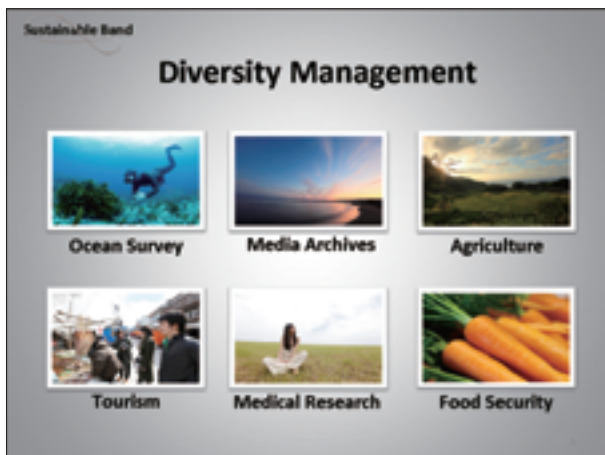 Sustainable Band
Diversity Management
Ocean Survey
Media Archives
Agriculture
Tourism
Medical Research
Food Security